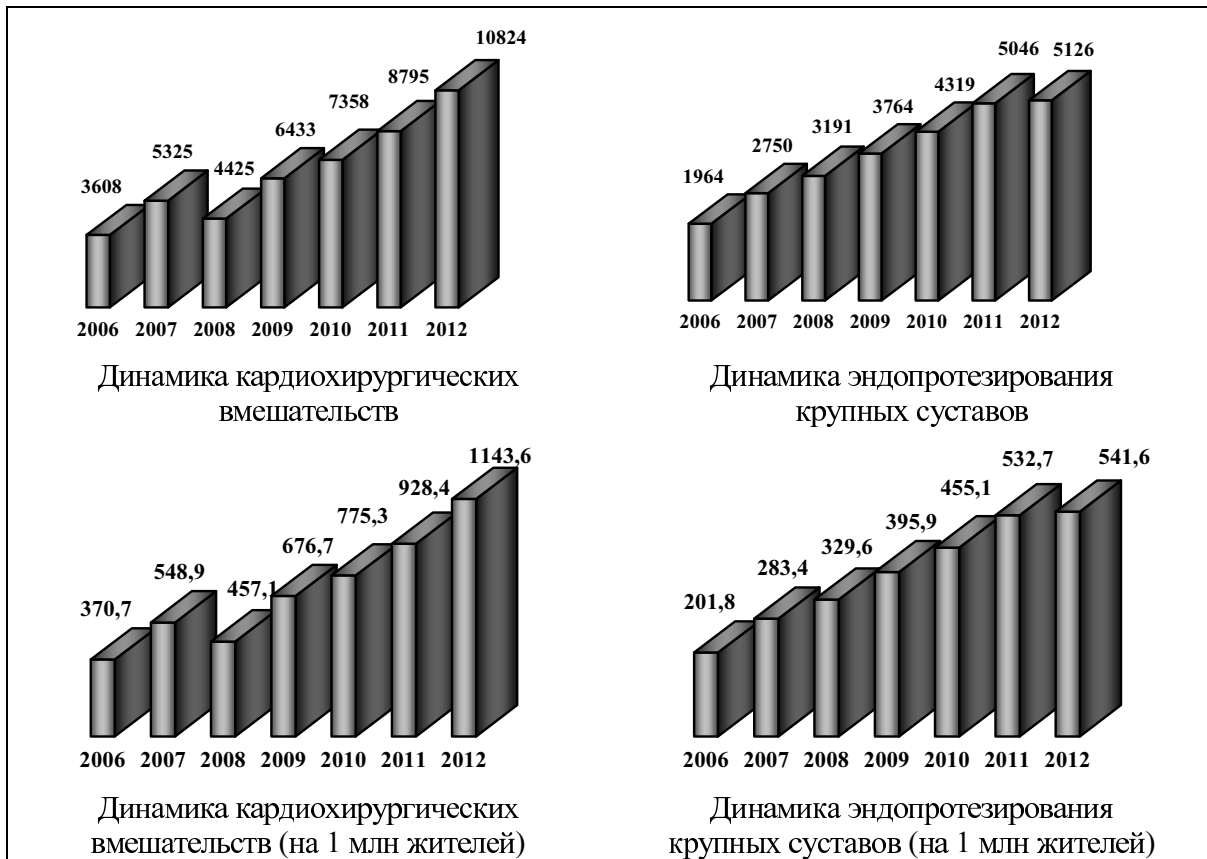 3608 5325 4425 6433 7358 8795 10824
2006 2007 2008 2009 2010 2011 2012
Динамика кардиохирургических
вмешательств
1964 2750 3191 3764 4319 5046 5126
2006 2007 2008 2009 2010 2011 2012
Динамика эндопротезирования
крупных суставов
370,7 548,9 457,1 676,7 775,3 928,4 1143,6
2006 2007 2008 2009 2010 2011 2012
Динамика кардиохирургических
вмешательств (на 1 млн жителей)
201,8 283,4 329,6 395,9 455,1 532,7 541,6
2006 2007 2008 2009 2010 2011 2012
Динамика эндопротезирования
крупных суставов (на 1 млн жителей)